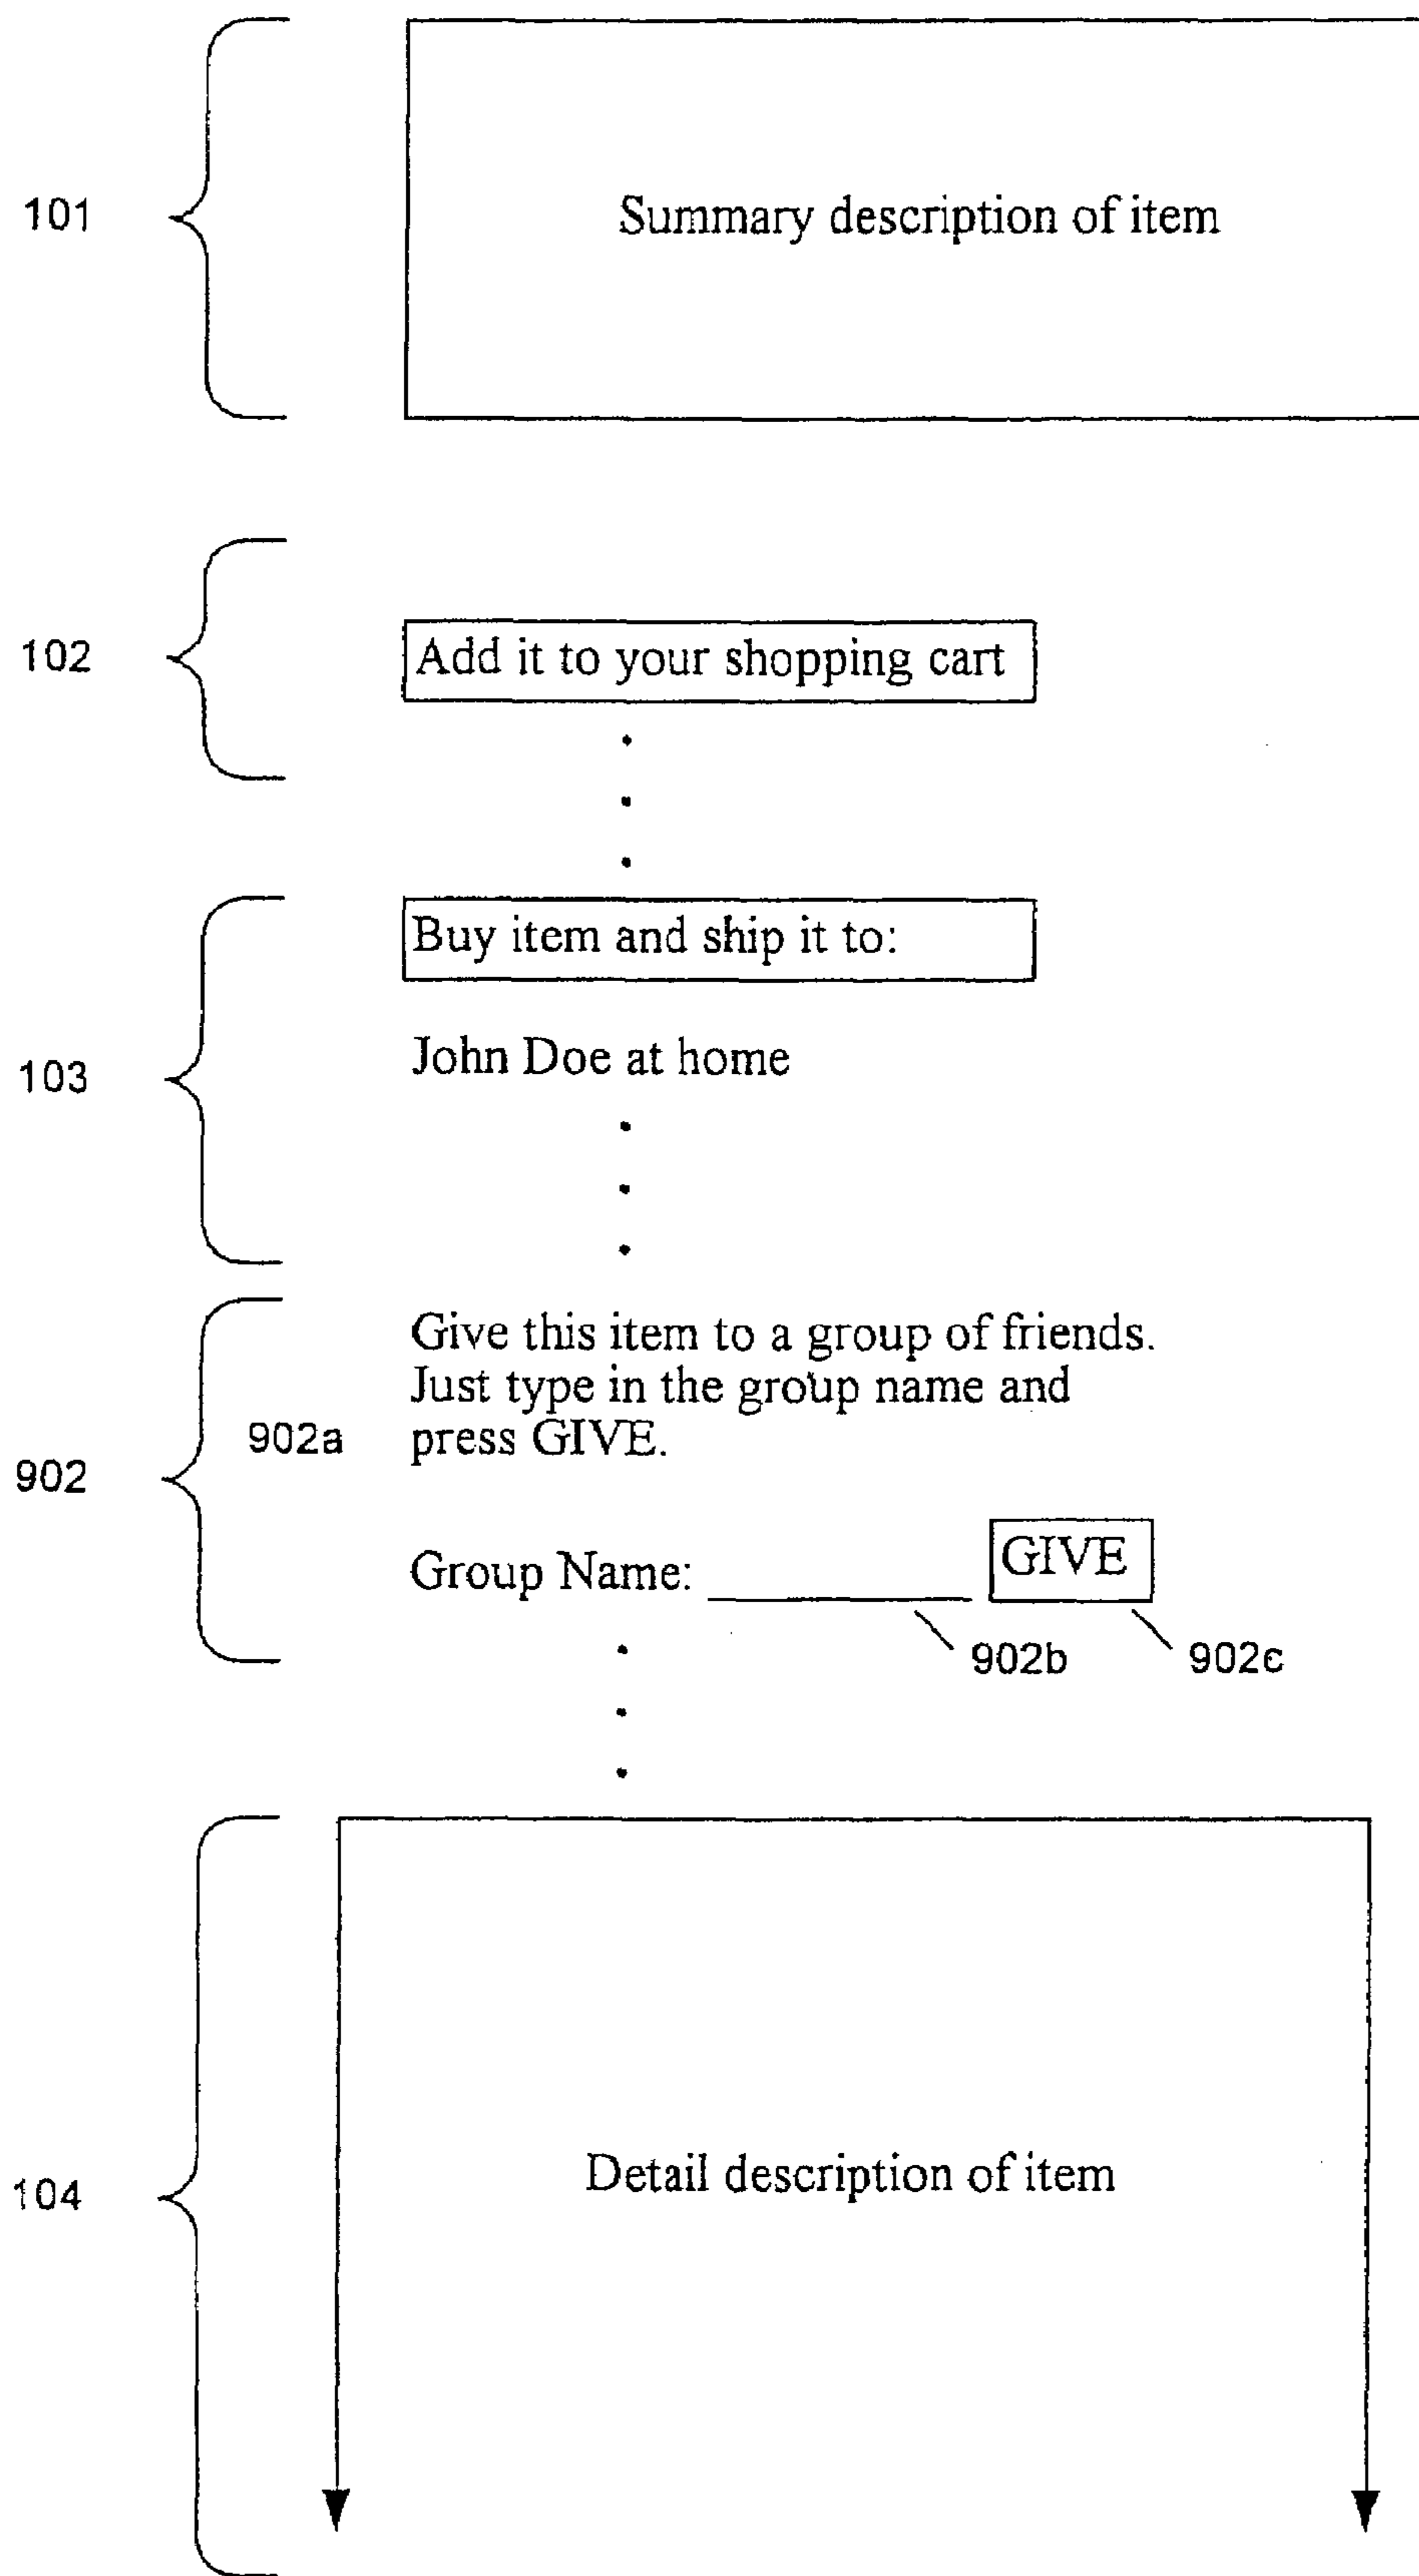 101
Summary description of item
102
Add it to your shopping cart
103
Buy item and ship it to:
John Doe at home
902
902a
Give this item to a group of friends.
Just type in the group name and
press GIVE.
Group Name:
GIVE
902b
902c
104
Detail description of item